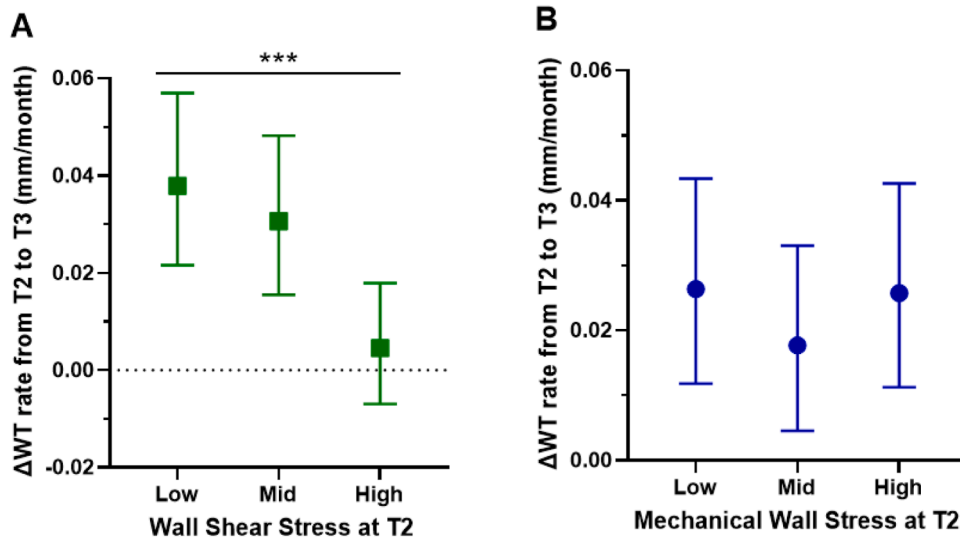 A
***
ΔWT rate from T2 to T3 (mm/month)
0.06
0.04
0.02
0.00
-0.02
Low Mid High
Wall Shear Stress at T2
B
ΔWT rate from T2 to T3 (mm/month)
0.06
0.04
0.02
0.00
Low Mid High
Mechanical Wall Stress at T2